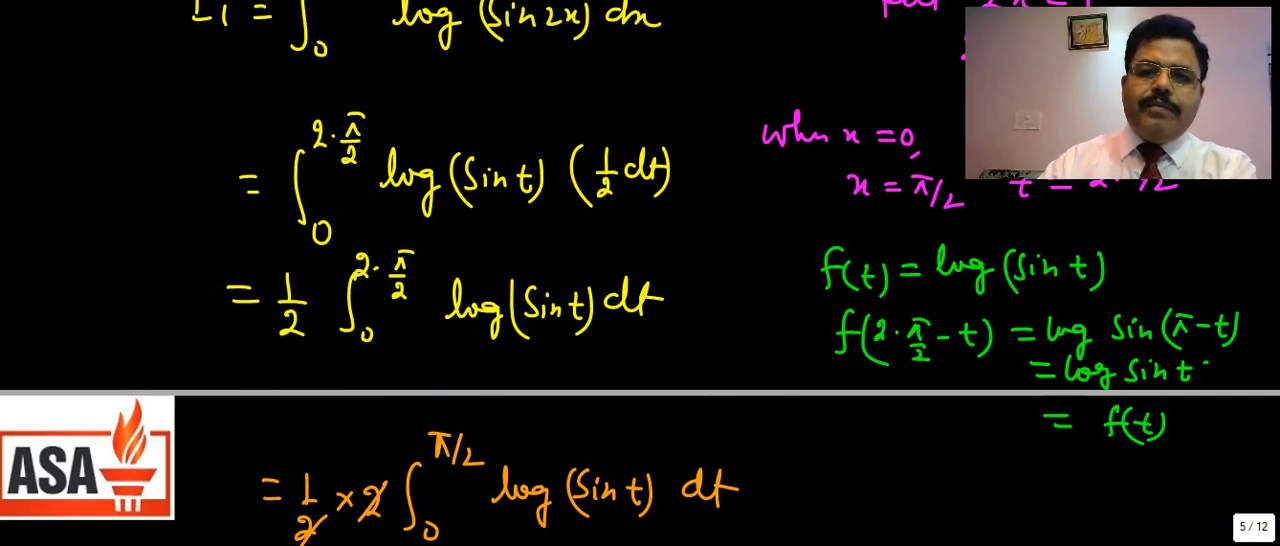 I₁ = ∫₀ log (Sin 2x) dx
when x = 0,
= ∫₀^{2·π/2} log (Sin t) (1/2 dt)
x = π/2
f(t) = log (Sin t)
= 1/2 ∫₀^{2·π/2} log (Sin t) dt
f(2·π/2 - t) = log Sin (π - t)
= log Sin t
= f(t)
ASA
= 1/2 × 2 ∫₀^{π/2} log (Sin t) dt
5 / 12